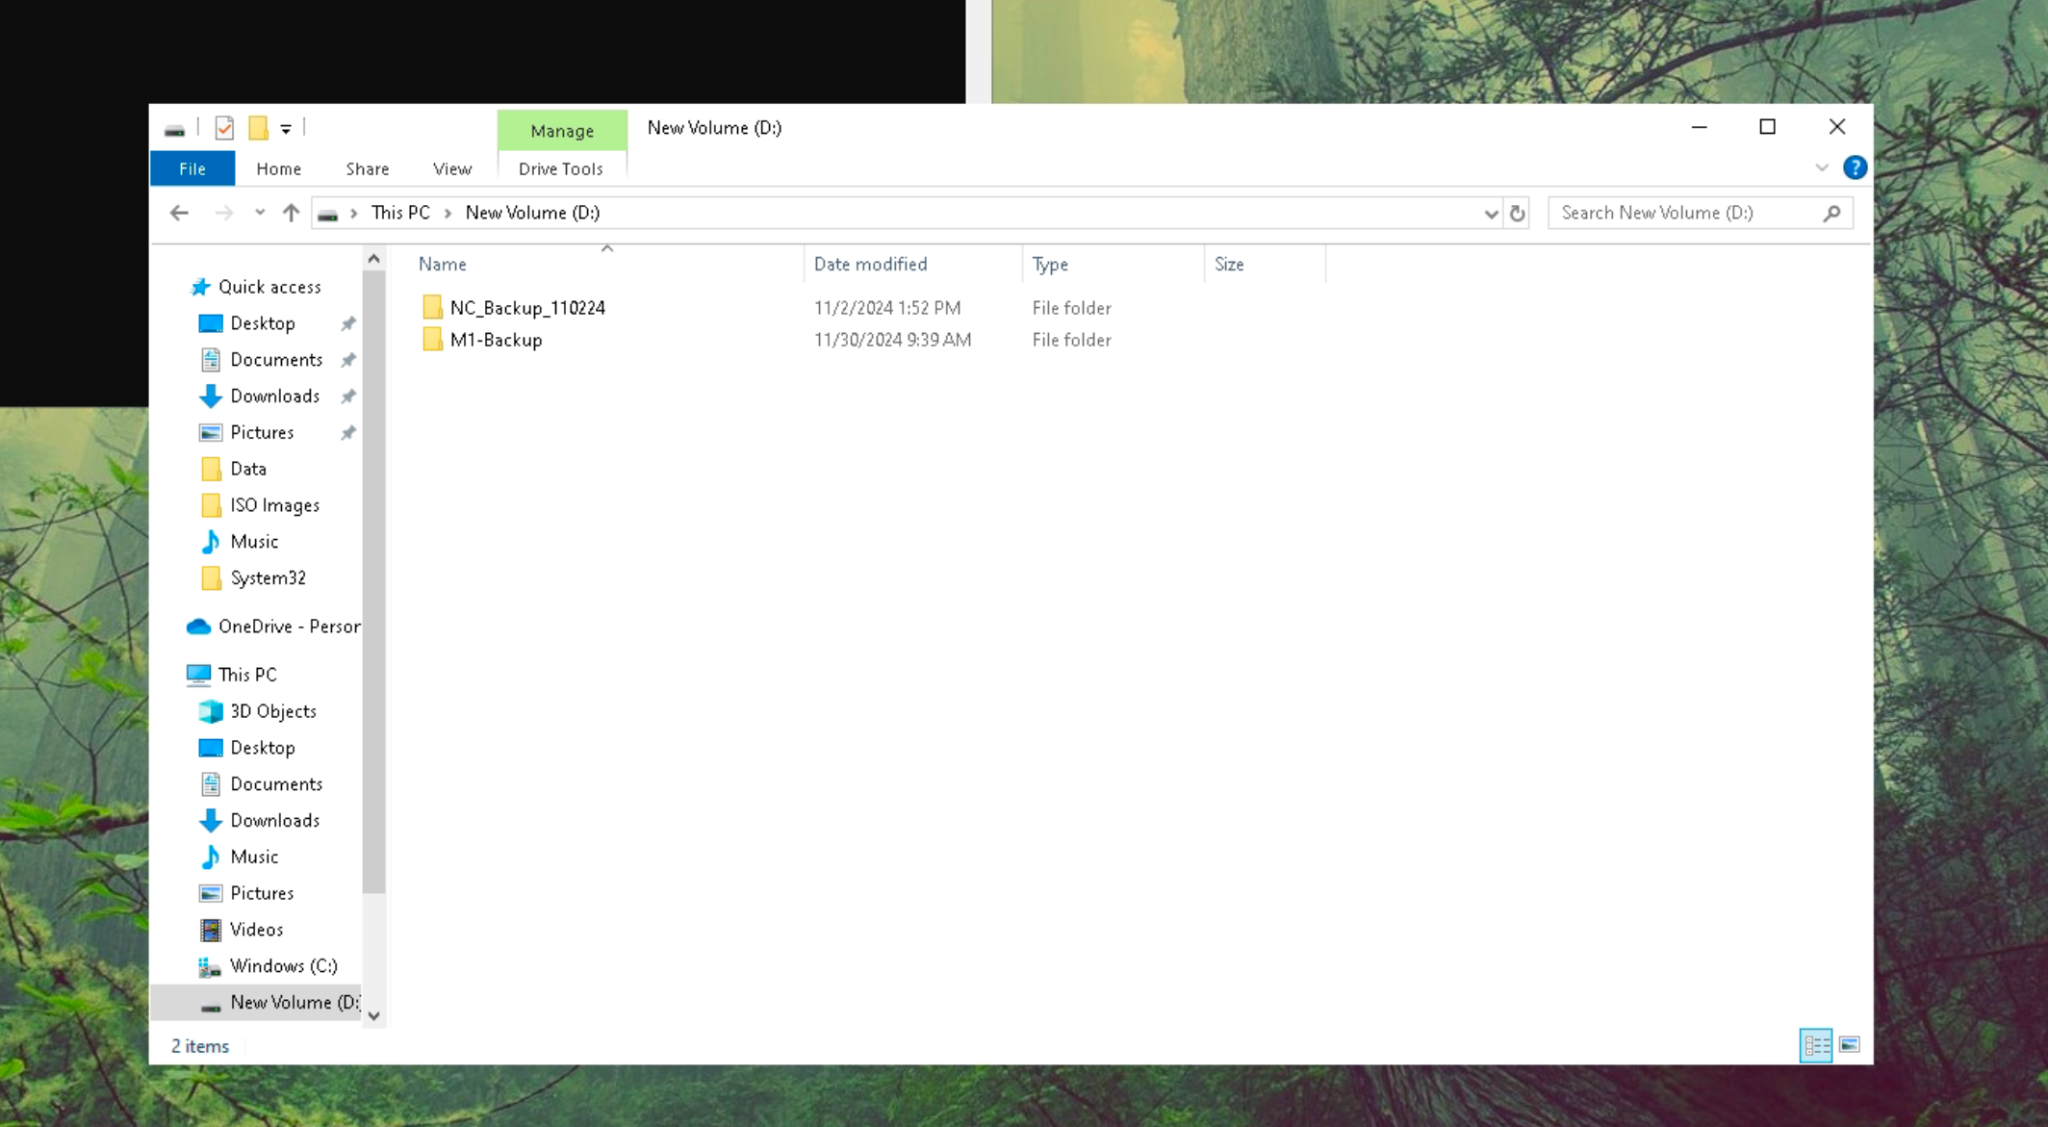 Manage
New Volume (D:)
File
Home
Share
View
Drive Tools
?
This PC
New Volume (D:)
Search New Volume (D:)
Name
Date modified
Type
Size
NC_Backup_110224
11/2/2024 1:52 PM
File folder
M1-Backup
11/30/2024 9:39 AM
File folder
Quick access
Desktop
Documents
Downloads
Pictures
Data
ISO Images
Music
System32
OneDrive - Person
This PC
3D Objects
Desktop
Documents
Downloads
Music
Pictures
Videos
Windows (C:)
New Volume (D:)
2 items